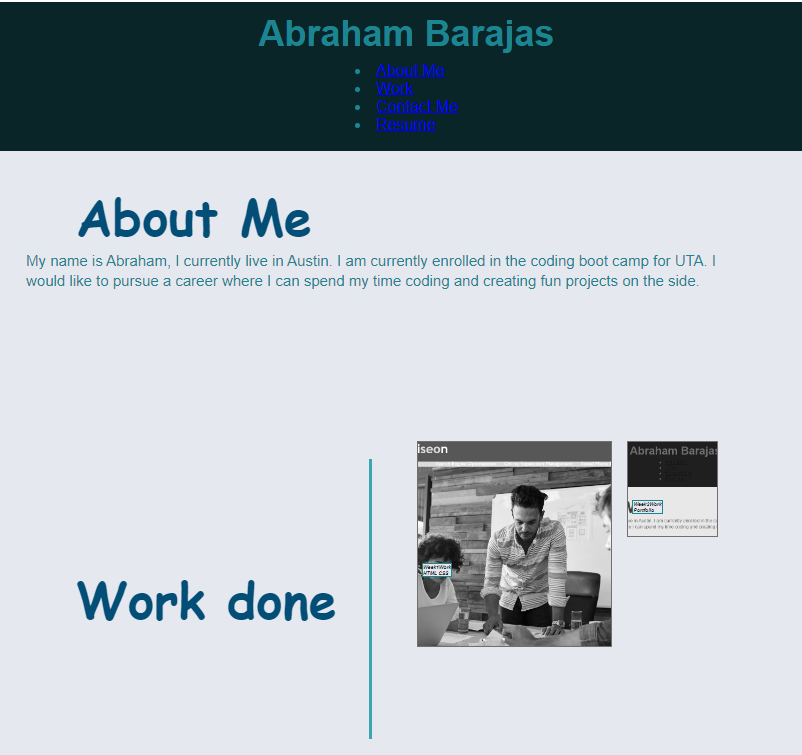 Abraham Barajas
About Me
Work
Contact Me
Resume
About Me
My name is Abraham, I currently live in Austin. I am currently enrolled in the coding boot camp for UTA. I
would like to pursue a career where I can spend my time coding and creating fun projects on the side.
iseon
Abraham Barajas
Week1Work
HTML CSS
Week2Work
Portfolio
Work done